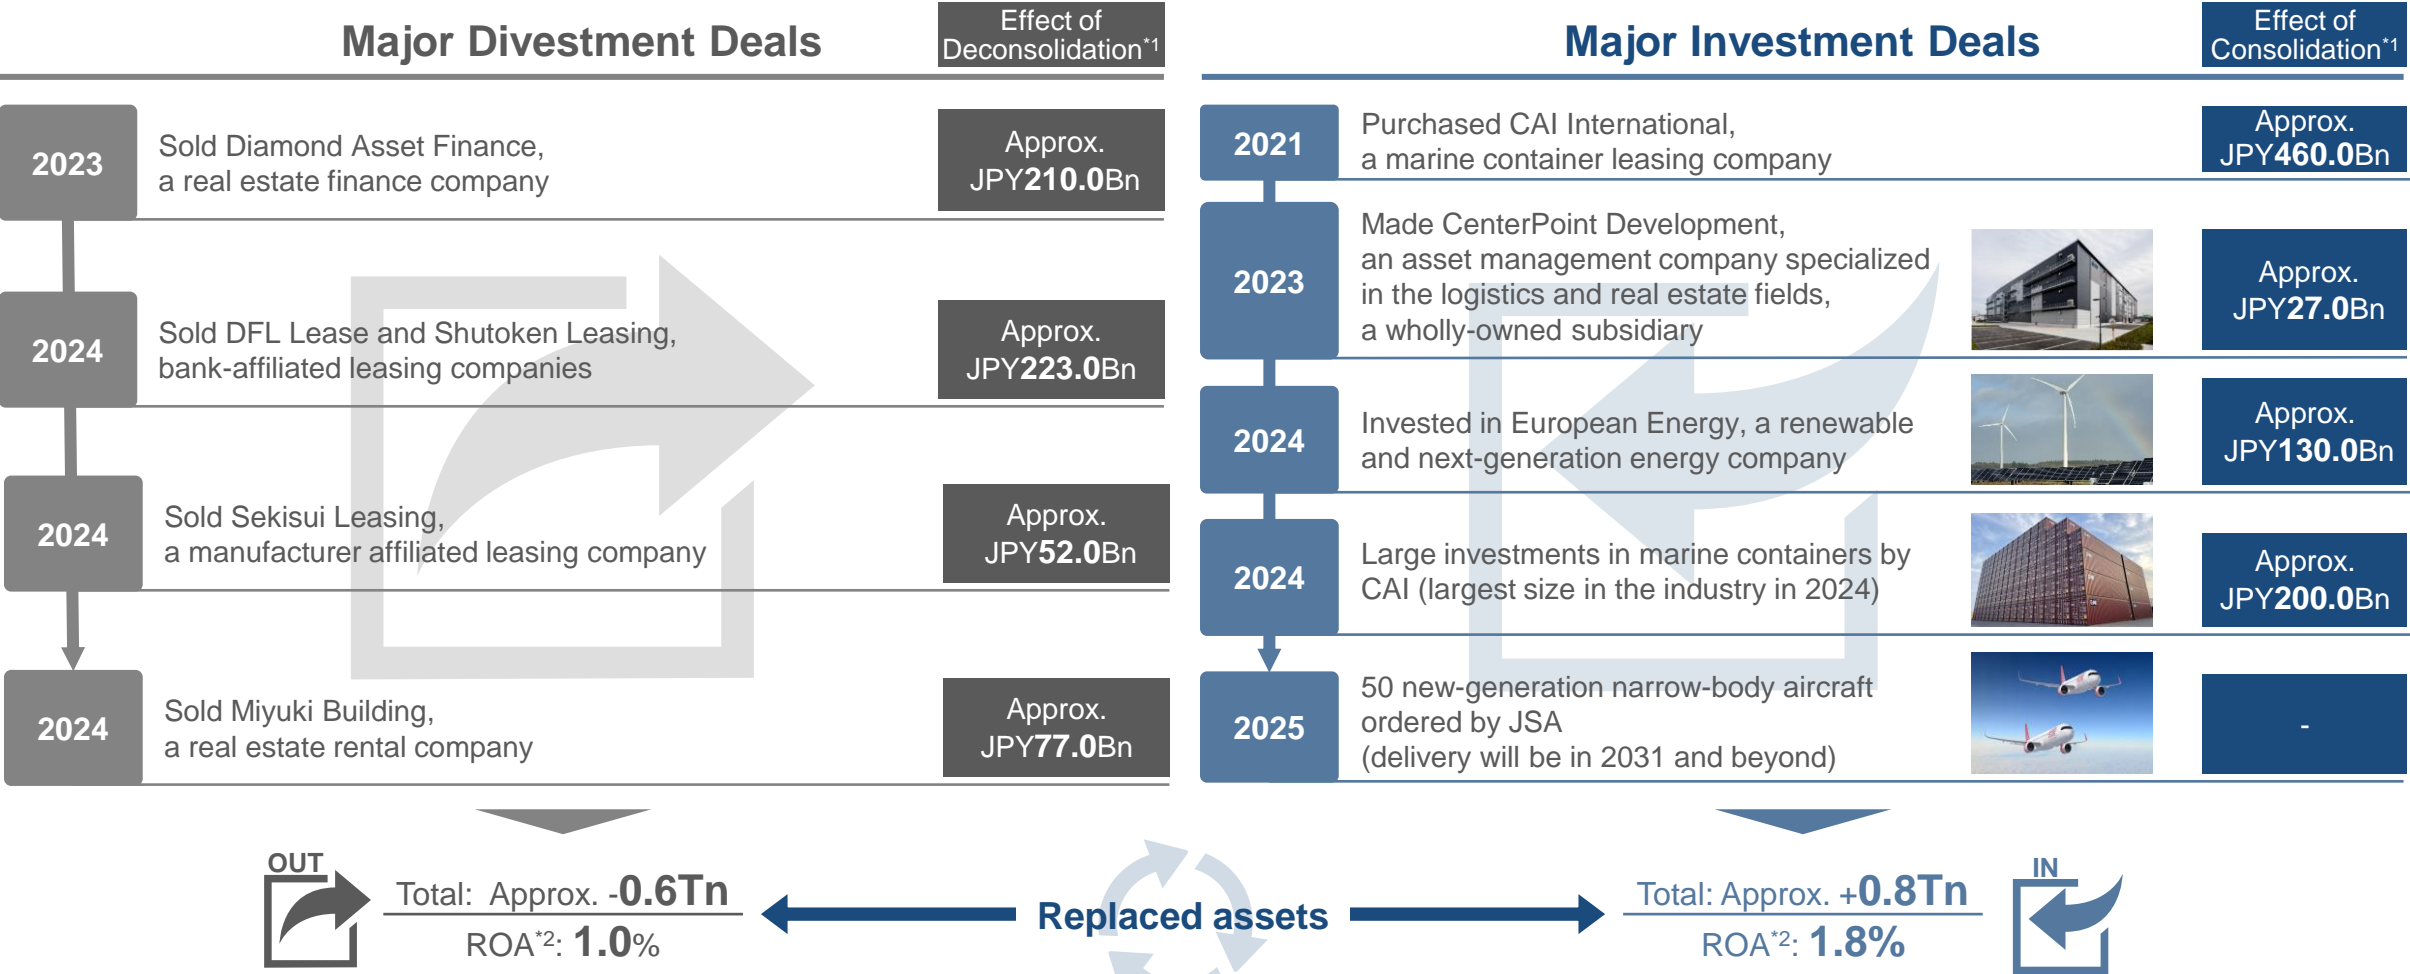 Major Divestment Deals
Effect of
Deconsolidation*1
2023
Sold Diamond Asset Finance,
a real estate finance company
Approx.
JPY210.0Bn
2024
Sold DFL Lease and Shutoken Leasing,
bank-affiliated leasing companies
Approx.
JPY223.0Bn
2024
Sold Sekisui Leasing,
a manufacturer affiliated leasing company
Approx.
JPY52.0Bn
2024
Sold Miyuki Building,
a real estate rental company
Approx.
JPY77.0Bn
OUT
Total: Approx. -0.6Tn
ROA*2: 1.0%
Major Investment Deals
Effect of
Consolidation*1
2021
Purchased CAI International,
a marine container leasing company
Approx.
JPY460.0Bn
2023
Made CenterPoint Development,
an asset management company specialized
in the logistics and real estate fields,
a wholly-owned subsidiary
Approx.
JPY27.0Bn
2024
Invested in European Energy, a renewable
and next-generation energy company
Approx.
JPY130.0Bn
2024
Large investments in marine containers by
CAI (largest size in the industry in 2024)
Approx.
JPY200.0Bn
2025
50 new-generation narrow-body aircraft
ordered by JSA
(delivery will be in 2031 and beyond)
-
Replaced assets
Total: Approx. +0.8Tn
ROA*2: 1.8%
IN